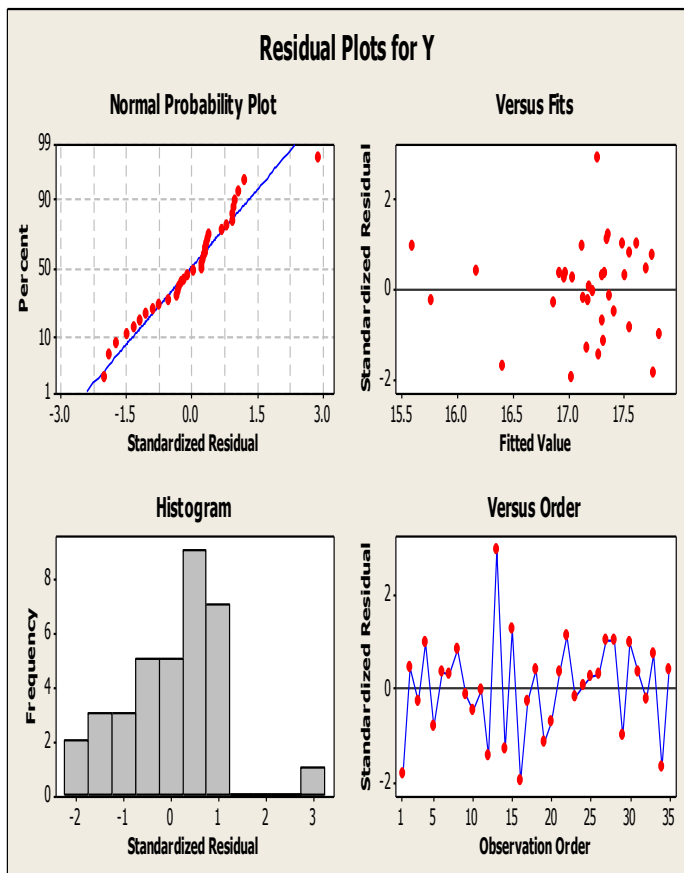 Residual Plots for Y
Normal Probability Plot
Percent
99
90
50
10
1
-3.0 -1.5 0.0 1.5 3.0
Standardized Residual
Versus Fits
Standardized Residual
2
0
-2
15.5 16.0 16.5 17.0 17.5
Fitted Value
Histogram
Frequency
8
6
4
2
0
-2 -1 0 1 2 3
Standardized Residual
Versus Order
Standardized Residual
2
0
-2
1 5 10 15 20 25 30 35
Observation Order